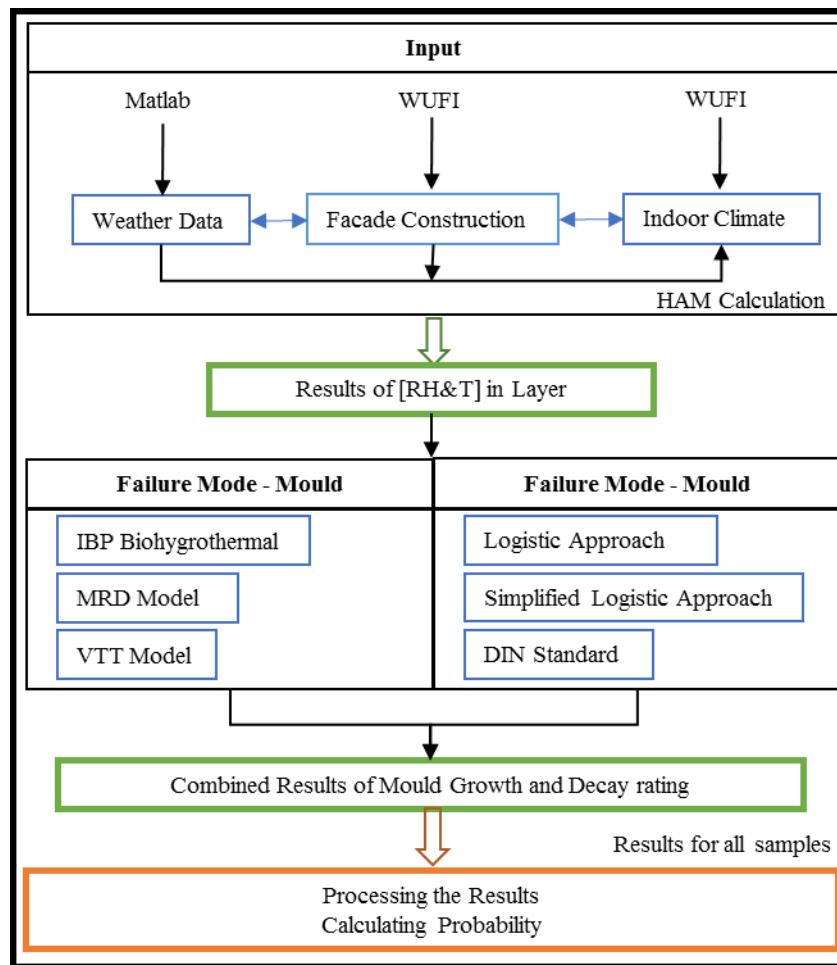 Input
Matlab WUFI WUFI
Weather Data Facade Construction Indoor Climate
HAM Calculation
Results of [RH&T] in Layer
Failure Mode - Mould Failure Mode - Mould
IBP Biohygrothermal Logistic Approach
MRD Model Simplified Logistic Approach
VTT Model DIN Standard
Combined Results of Mould Growth and Decay rating
Results for all samples
Processing the Results
Calculating Probability